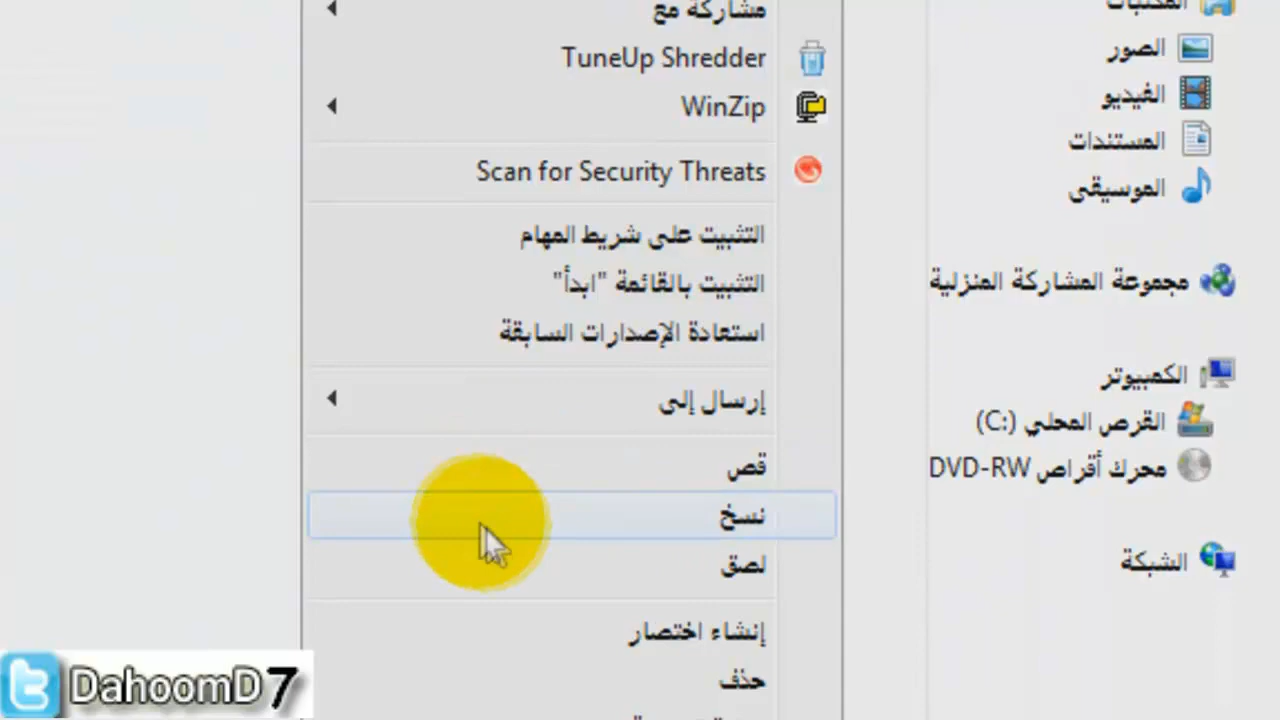 مشاركة مع
TuneUp Shredder
WinZip
Scan for Security Threats
التثبيت على شريط المهام
التثبيت بالقائمة "ابدأ"
استعادة الإصدارات السابقة
إرسال إلى
قص
نسخ
لصق
إنشاء اختصار
حذف
المكتبات
الصور
الفيديو
المستندات
الموسيقى
مجموعة المشاركة المنزلية
الكمبيوتر
القرص المحلي (C:)
محرك أقراص DVD-RW
الشبكة
DahoomD7